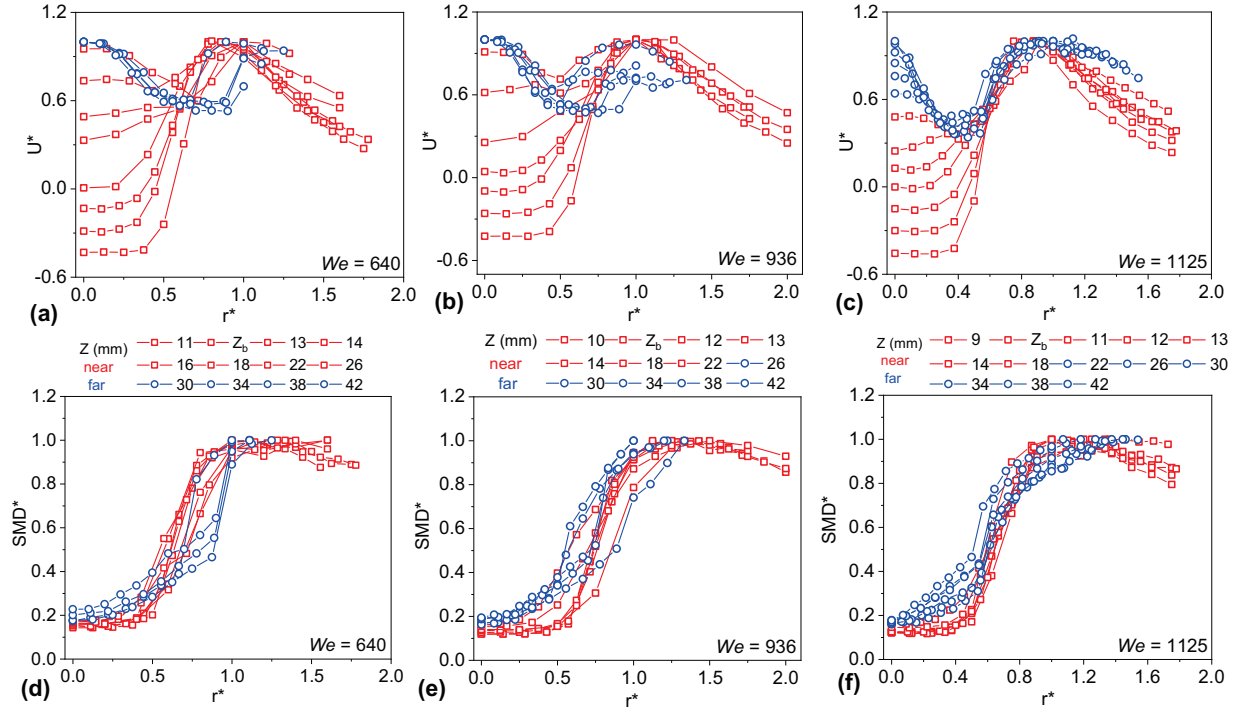 1.2
0.6
0.0
-0.6
U*
0.0 0.4 0.8 1.2 1.6 2.0
r*
We = 640
(a)
1.2
0.6
0.0
-0.6
U*
0.0 0.5 1.0 1.5 2.0
r*
We = 936
(b)
1.2
0.6
0.0
-0.6
U*
0.0 0.4 0.8 1.2 1.6 2.0
r*
We = 1125
(c)
Z (mm) 11 Zb 13 14
near 16 18 22 26
far 30 34 38 42
Z (mm) 10 Zb 12 13
near 14 18 22 26
far 30 34 38 42
Z (mm) 9 Zb 11 12 13
near 14 18 22 26 30
far 34 38 42
1.2
1.0
0.8
0.6
0.4
0.2
0.0
SMD*
0.0 0.5 1.0 1.5 2.0
r*
We = 640
(d)
1.2
1.0
0.8
0.6
0.4
0.2
0.0
SMD*
0.0 0.5 1.0 1.5 2.0
r*
We = 936
(e)
1.2
1.0
0.8
0.6
0.4
0.2
0.0
SMD*
0.0 0.4 0.8 1.2 1.6 2.0
r*
We = 1125
(f)